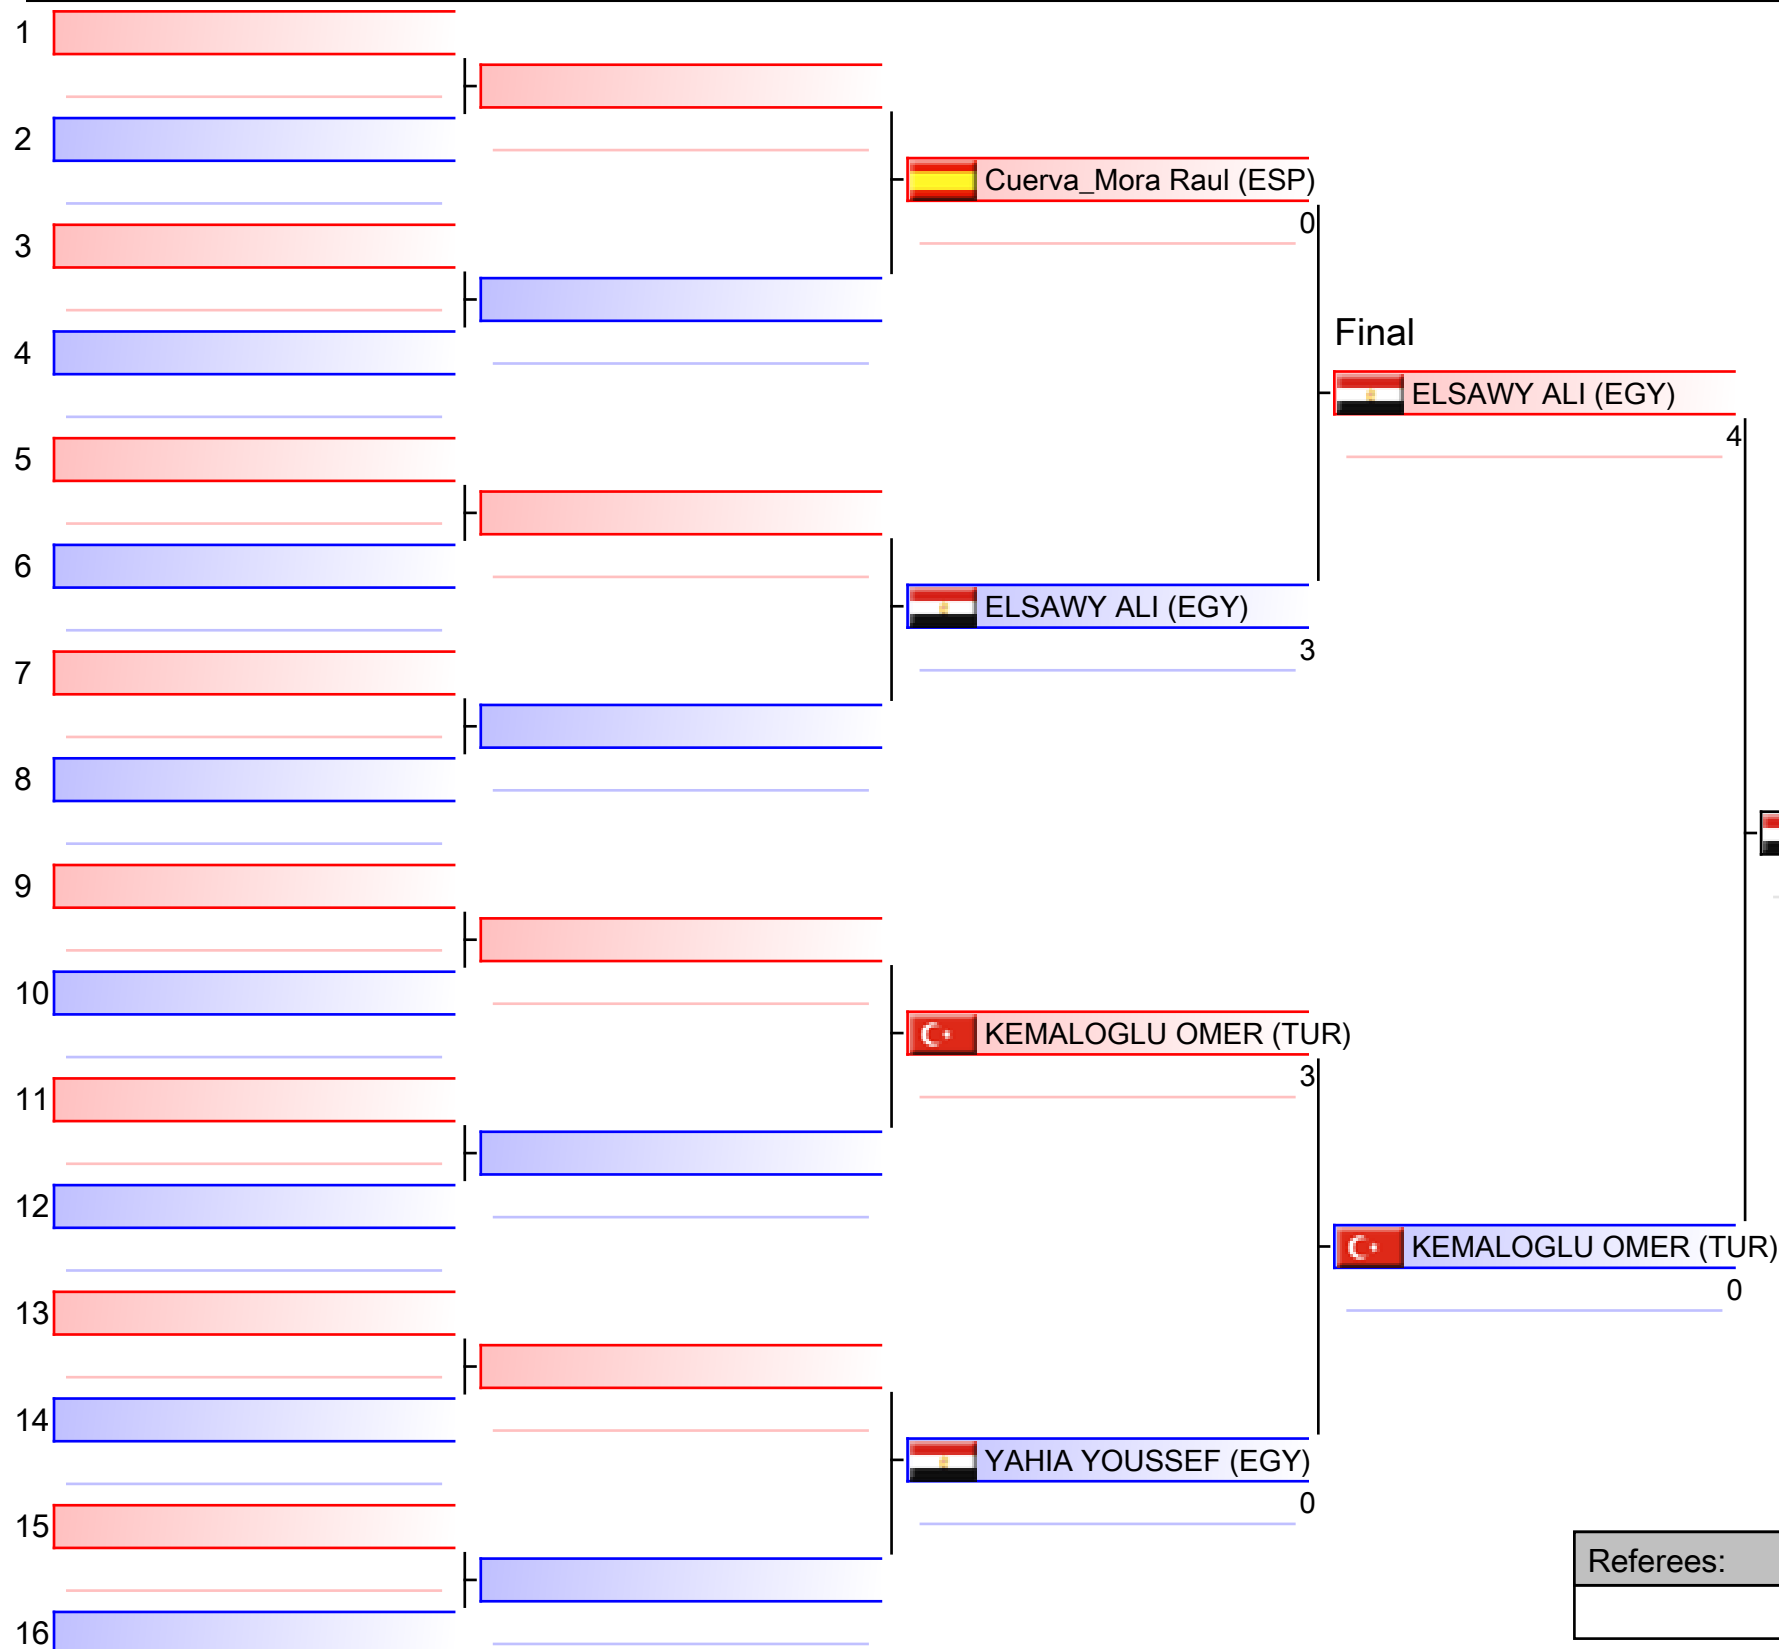 1
2
Cuerva_Mora Raul (ESP)
0
3
Final
4
ELSAWY ALI (EGY)
4
5
6
ELSAWY ALI (EGY)
3
7
8
9
10
KEMALOGLU OMER (TUR)
3
11
12
KEMALOGLU OMER (TUR)
0
13
14
YAHIA YOUSSEF (EGY)
0
15
Referees:
16